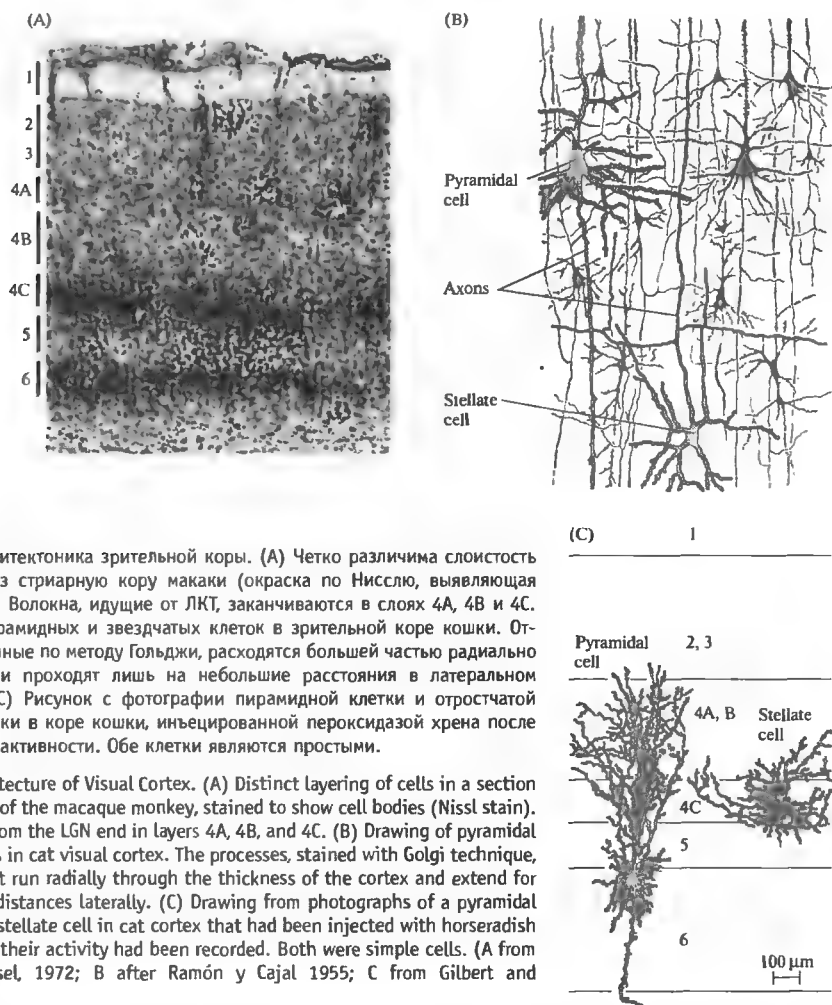 (A)
1
2
3
4A
4B
4C
5
6
(B)
Pyramidal
cell
Axons
Stellate
cell
итектоника зрительной коры. (А) Четко различима слоистость
з стриарную кору макаки (окраска по Нисслю, выявляющая
Волокна, идущие от ЛКТ, заканчиваются в слоях 4А, 4В и 4С.
рамидных и звездчатых клеток в зрительной коре кошки. От-
нные по методу Гольджи, расходятся большей частью радиально
и проходят лишь на небольшие расстояния в латеральном
С) Рисунок с фотографии пирамидной клетки и отростчатой
ки в коре кошки, инъецированной пероксидазой хрена после
активности. Обе клетки являются простыми.
tecture of Visual Cortex. (A) Distinct layering of cells in a section
of the macaque monkey, stained to show cell bodies (Nissl stain).
om the LGN end in layers 4A, 4B, and 4C. (B) Drawing of pyramidal
in cat visual cortex. The processes, stained with Golgi technique,
t run radially through the thickness of the cortex and extend for
distances laterally. (C) Drawing from photographs of a pyramidal
stellate cell in cat cortex that had been injected with horseradish
their activity had been recorded. Both were simple cells. (A from
sel, 1972; B after Ramón y Cajal 1955; C from Gilbert and
(C)
1
Pyramidal
cell
2, 3
4A, B
Stellate
cell
4C
5
6
100 μm